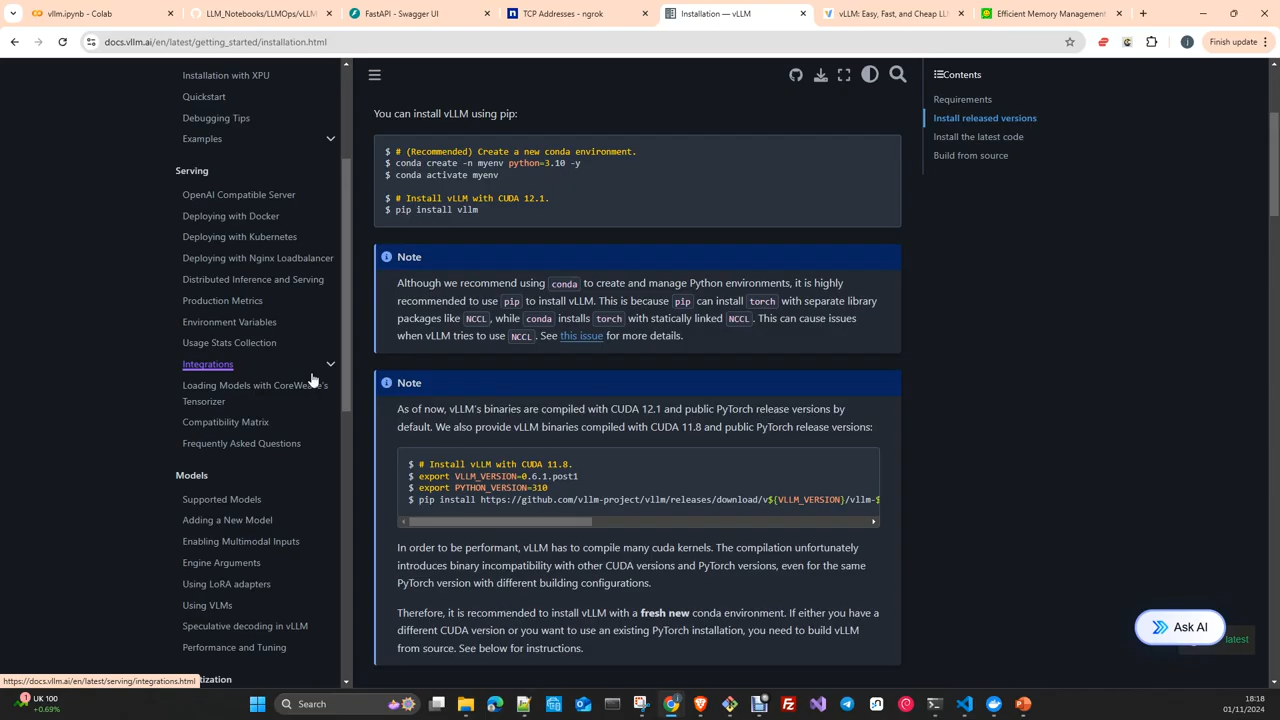 vllm.ipynb - Colab
LLM_Notebooks/LLMOps/vLLM
FastAPI - Swagger UI
TCP Addresses - ngrok
Installation — vLLM
vLLM: Easy, Fast, and Cheap LL
Efficient Memory Management
docs.vllm.ai/en/latest/getting_started/installation.html
Finish update
Installation with XPU
Quickstart
Debugging Tips
Examples
Serving
OpenAI Compatible Server
Deploying with Docker
Deploying with Kubernetes
Deploying with Nginx Loadbalancer
Distributed Inference and Serving
Production Metrics
Environment Variables
Usage Stats Collection
Integrations
Loading Models with CoreWeave's
Tensorizer
Compatibility Matrix
Frequently Asked Questions
Models
Supported Models
Adding a New Model
Enabling Multimodal Inputs
Engine Arguments
Using LoRA adapters
Using VLMs
Speculative decoding in vLLM
Performance and Tuning
https://docs.vllm.ai/en/latest/serving/integrations.html
You can install vLLM using pip:
$ # (Recommended) Create a new conda environment.
$ conda create -n myenv python=3.10 -y
$ conda activate myenv
$ # Install vLLM with CUDA 12.1.
$ pip install vllm
Note
Although we recommend using conda to create and manage Python environments, it is highly
recommended to use pip to install vLLM. This is because pip can install torch with separate library
packages like NCCL, while conda installs torch with statically linked NCCL. This can cause issues
when vLLM tries to use NCCL. See this issue for more details.
Note
As of now, vLLM's binaries are compiled with CUDA 12.1 and public PyTorch release versions by
default. We also provide vLLM binaries compiled with CUDA 11.8 and public PyTorch release versions:
$ # Install vLLM with CUDA 11.8.
$ export VLLM_VERSION=0.6.1.post1
$ export PYTHON_VERSION=310
$ pip install https://github.com/vllm-project/vllm/releases/download/v${VLLM_VERSION}/vllm-$
In order to be performant, vLLM has to compile many cuda kernels. The compilation unfortunately
introduces binary incompatibility with other CUDA versions and PyTorch versions, even for the same
PyTorch version with different building configurations.
Therefore, it is recommended to install vLLM with a fresh new conda environment. If either you have a
different CUDA version or you want to use an existing PyTorch installation, you need to build vLLM
from source. See below for instructions.
Contents
Requirements
Install released versions
Install the latest code
Build from source
Ask AI
latest
UK 100
+0.69%
Search
18:18
01/11/2024